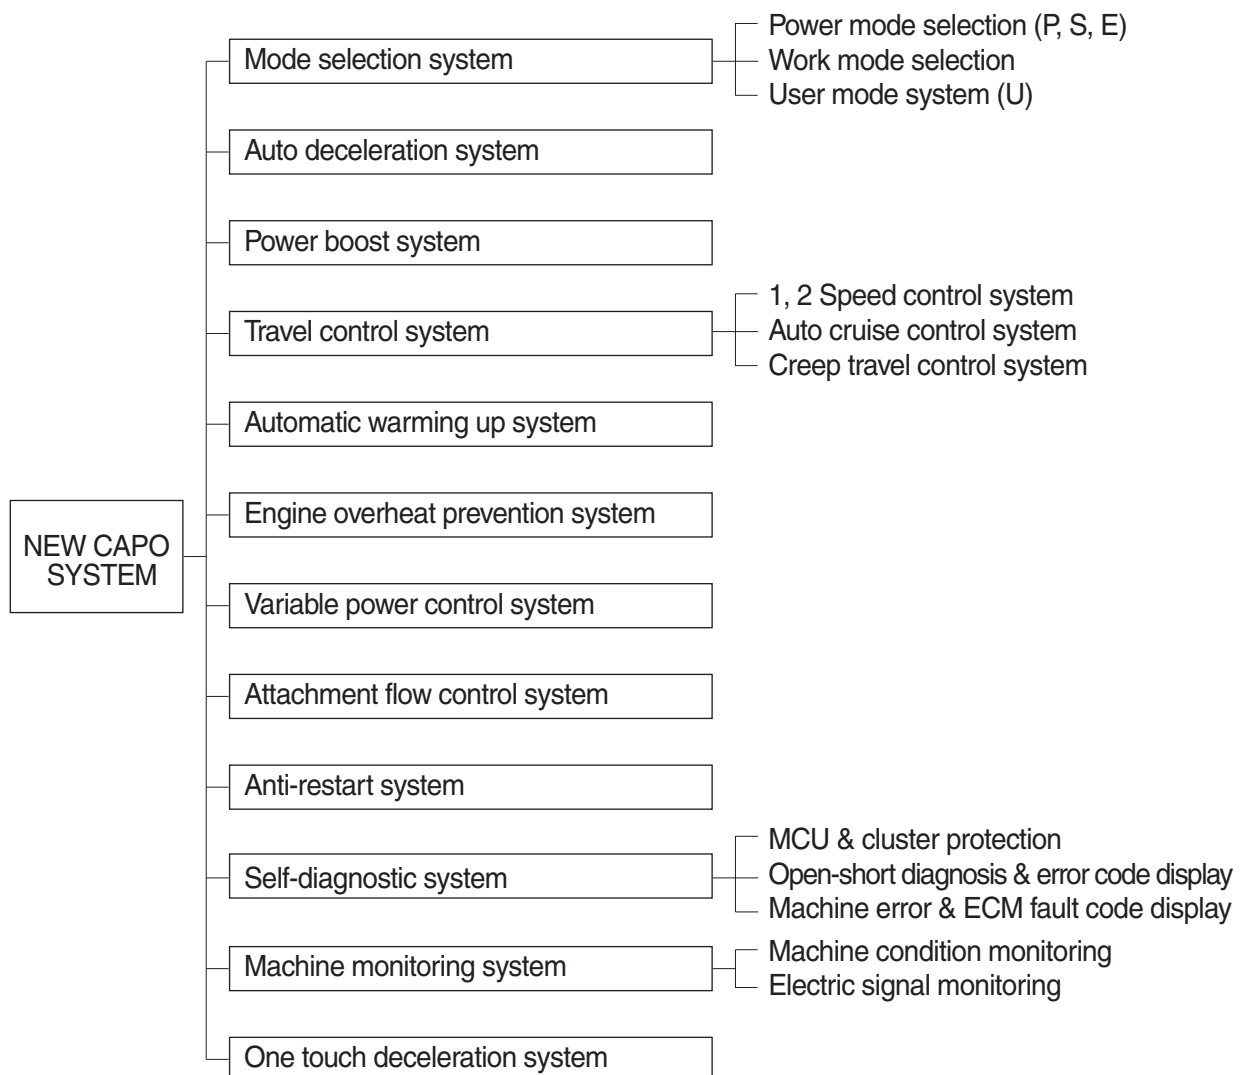 Power mode selection (P, S, E)
Mode selection system
Work mode selection
User mode system (U)
Auto deceleration system
Power boost system
1, 2 Speed control system
Travel control system
Auto cruise control system
Creep travel control system
Automatic warming up system
Engine overheat prevention system
NEW CAPO
SYSTEM
Variable power control system
Attachment flow control system
Anti-restart system
MCU & cluster protection
Self-diagnostic system
Open-short diagnosis & error code display
Machine error & ECM fault code display
Machine monitoring system
Machine condition monitoring
Electric signal monitoring
One touch deceleration system